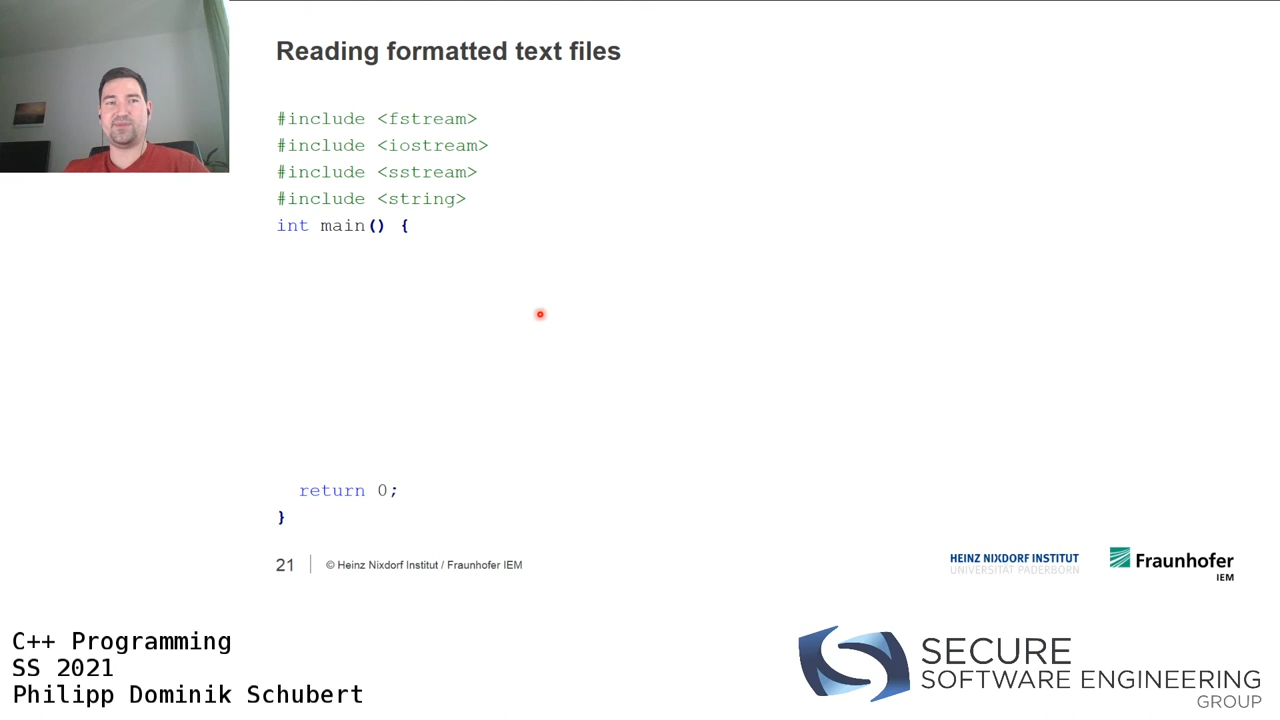 Reading formatted text files
#include <fstream>
#include <iostream>
#include <sstream>
#include <string>
int main() {
return 0;
}
21
© Heinz Nixdorf Institut / Fraunhofer IEM
HEINZ NIXDORF INSTITUT
UNIVERSITÄT PADERBORN
Fraunhofer
IEM
C++ Programming
SS 2021
Philipp Dominik Schubert
SECURE
SOFTWARE ENGINEERING
GROUP